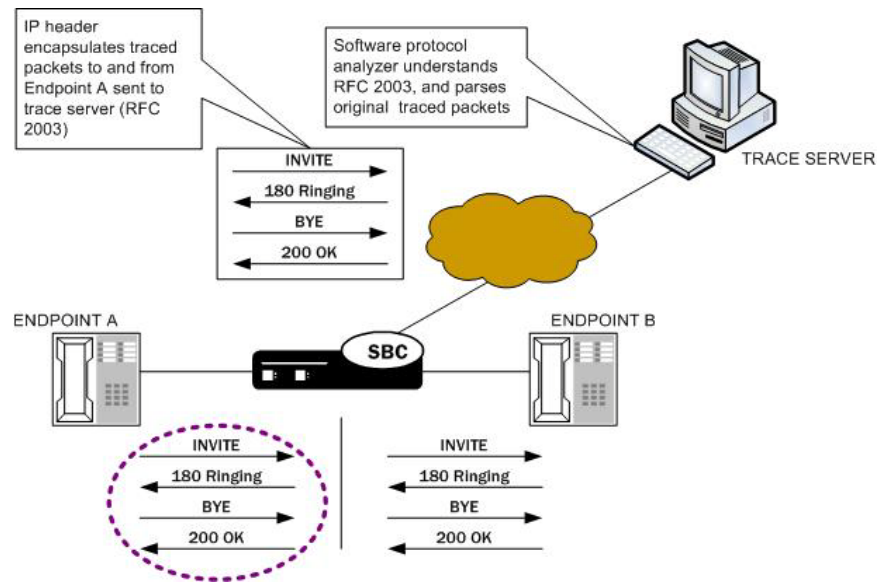 IP header
encapsulates traced
packets to and from
Endpoint A sent to
trace server (RFC
2003)
Software protocol
analyzer understands
RFC 2003, and parses
original traced packets
TRACE SERVER
INVITE
180 Ringing
BYE
200 OK
ENDPOINT A
SBC
ENDPOINT B
INVITE
180 Ringing
BYE
200 OK
INVITE
180 Ringing
BYE
200 OK